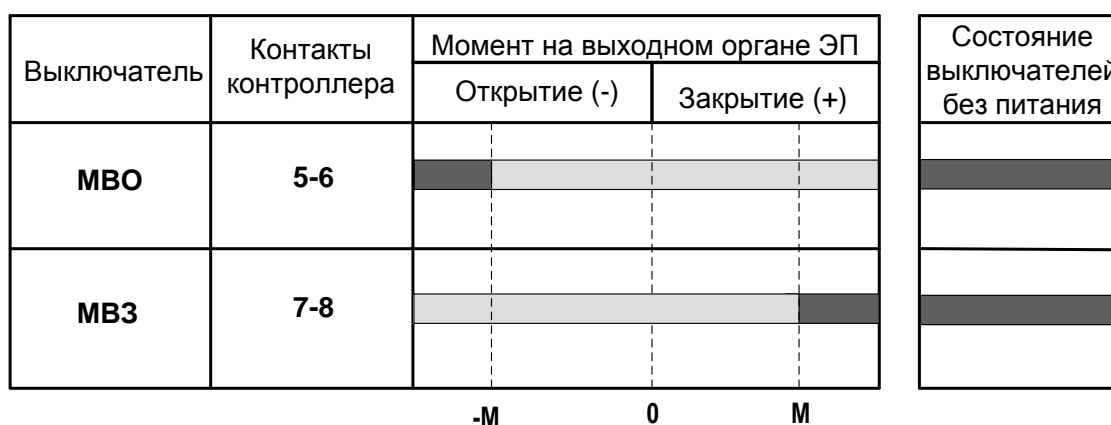 Выключатель
Контакты
контроллера
Момент на выходном органе ЭП
Открытие (-)
Закрытие (+)
Состояние
выключателей
без питания
МВО
5-6
МВЗ
7-8
-М
0
М